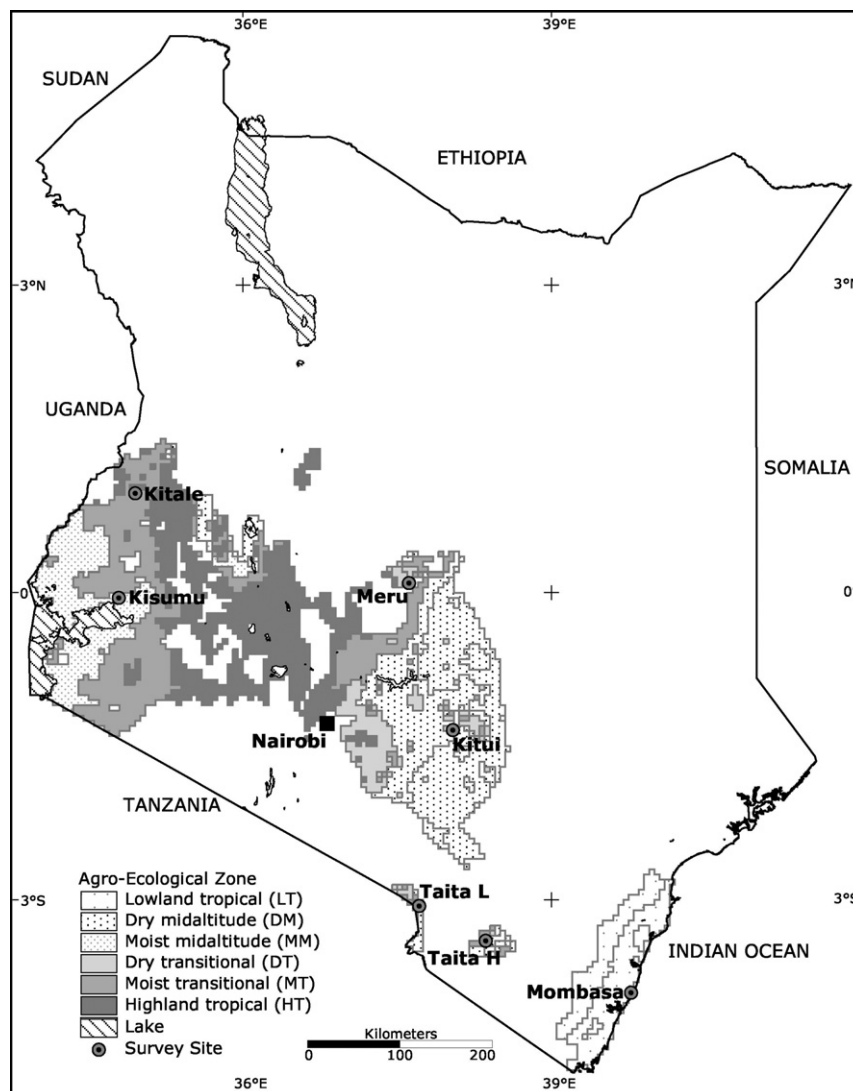 36°E 39°E
SUDAN
ETHIOPIA
3°N 3°N
UGANDA
SOMALIA
Kitale
0 Kisumu Meru 0
Nairobi Kitui
TANZANIA
Agro-Ecological Zone
Lowland tropical (LT)
Dry midaltitude (DM)
Moist midaltitude (MM)
Dry transitional (DT)
Moist transitional (MT)
Highland tropical (HT)
Lake
Survey Site
Taita L
3°S 3°S
Taita H
INDIAN OCEAN
Mombasa
Kilometers
0 100 200
36°E 39°E